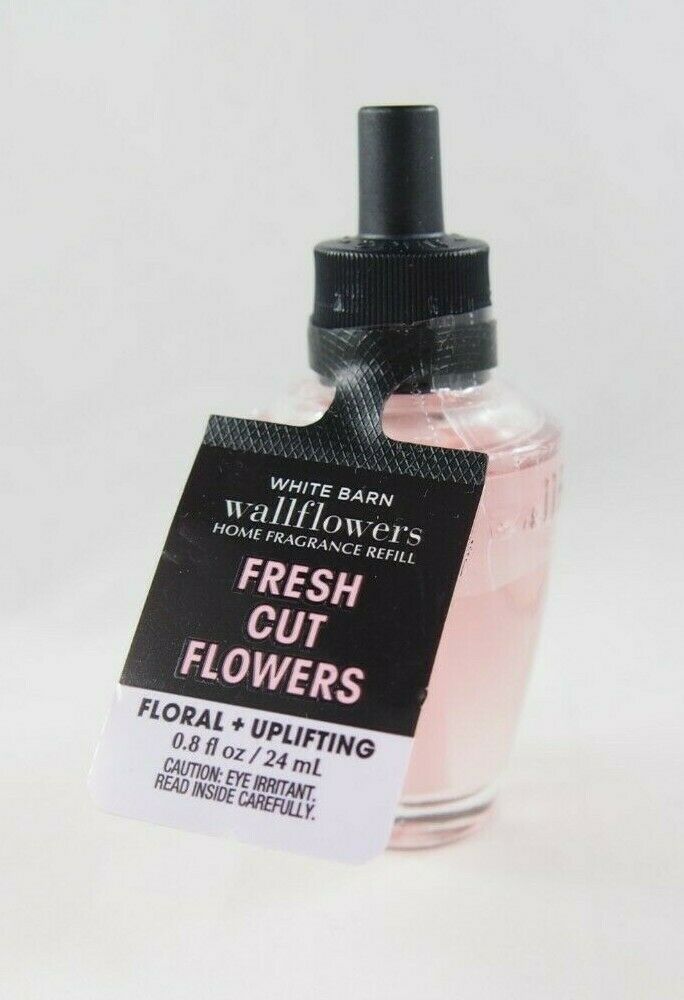 WHITE BARN
wallflowers
HOME FRAGRANCE REFILL
FRESH
CUT
FLOWERS
FLORAL + UPLIFTING
0.8 fl oz / 24 mL
CAUTION: EYE IRRITANT.
READ INSIDE CAREFULLY.